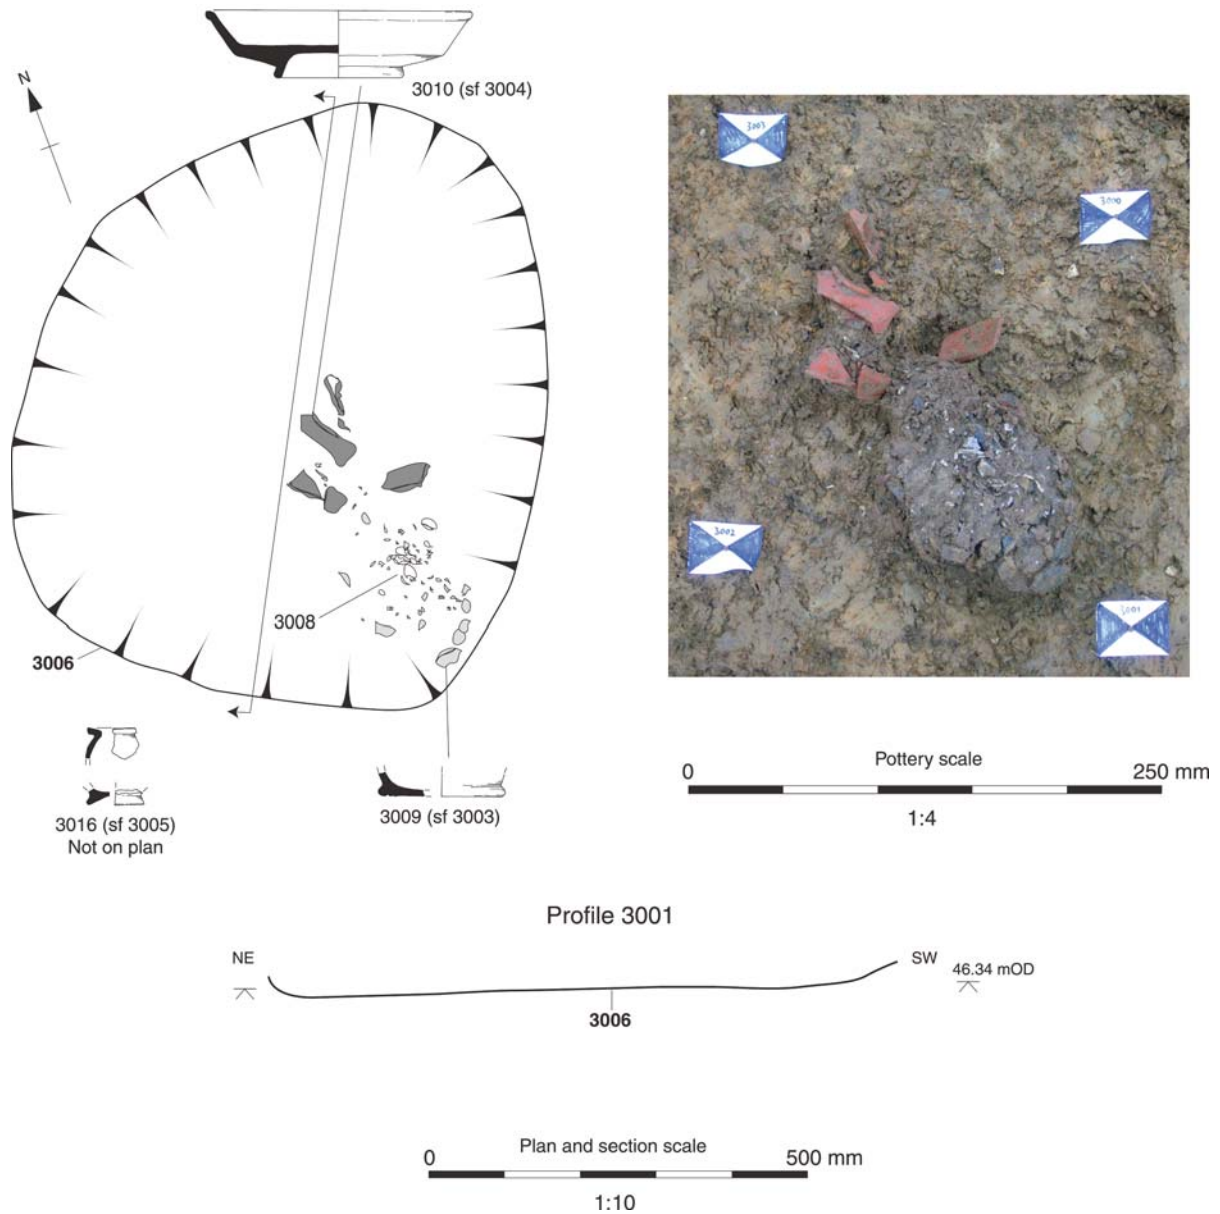 3010 (sf 3004)
N
3003
3000
3002
3001
3008
3006
3016 (sf 3005)
Not on plan
3009 (sf 3003)
Pottery scale
0 250 mm
1:4
Profile 3001
NE SW 46.34 mOD
3006
Plan and section scale
0 500 mm
1:10